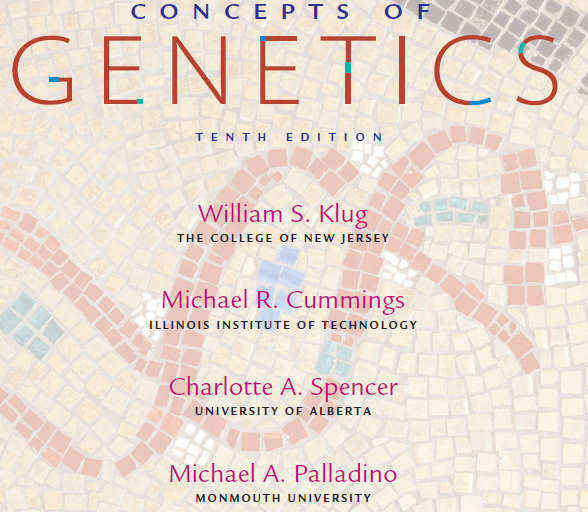 CONCEPTS OF
GENETICS
TENTH EDITION
William S. Klug
THE COLLEGE OF NEW JERSEY
Michael R. Cummings
ILLINOIS INSTITUTE OF TECHNOLOGY
Charlotte A. Spencer
UNIVERSITY OF ALBERTA
Michael A. Palladino
MONMOUTH UNIVERSITY